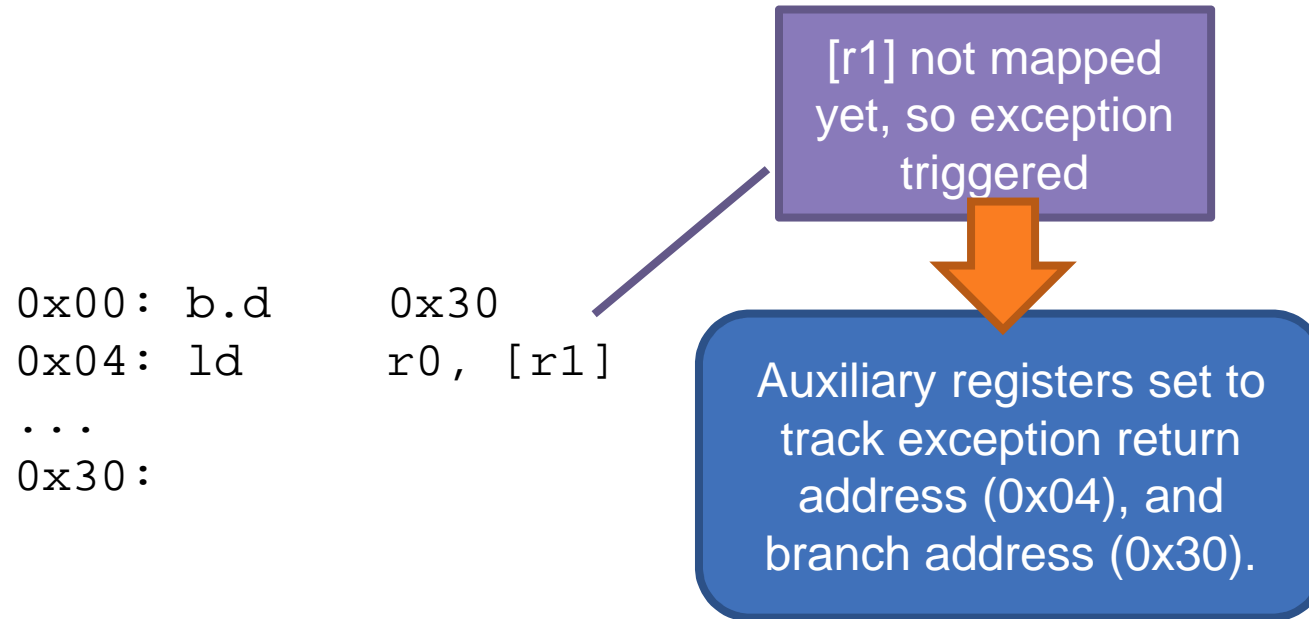 [r1] not mapped
yet, so exception
triggered
0x00: b.d 0x30
0x04: ld r0, [r1]
...
0x30:
Auxiliary registers set to
track exception return
address (0x04), and
branch address (0x30).